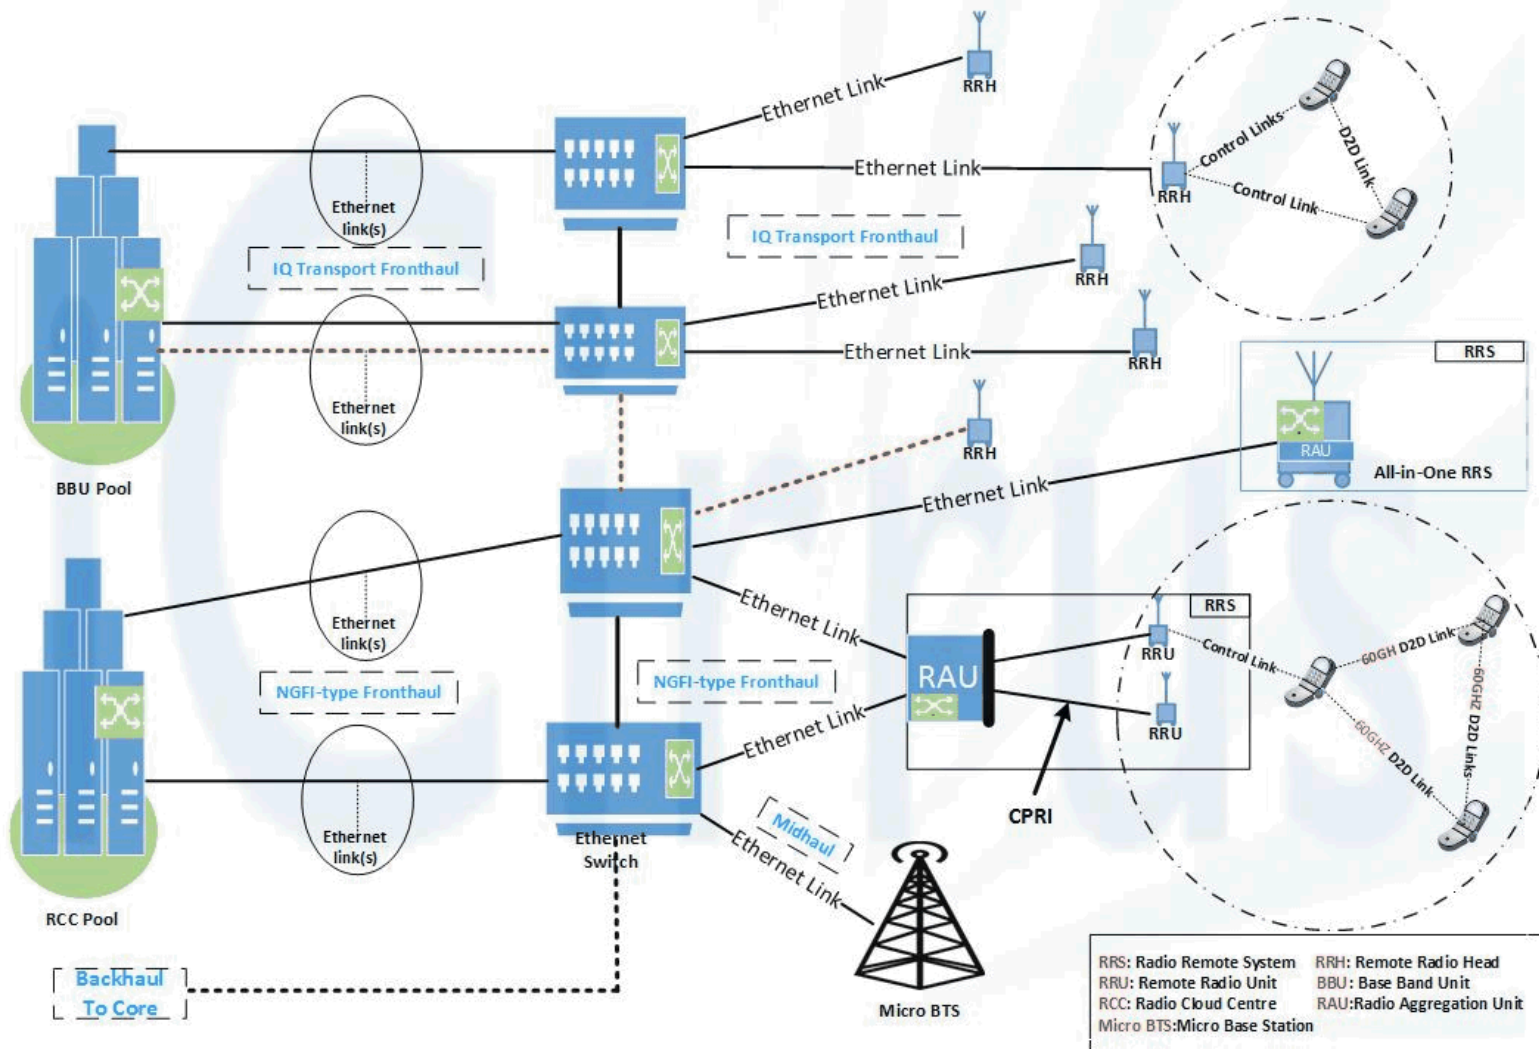 Ethernet Link
RRH
Control Links
D2D Link
Ethernet Link
RRH
Control Link
Ethernet
link(s)
IQ Transport Fronthaul
IQ Transport Fronthaul
Ethernet Link
RRH
Ethernet Link
RRH
RRS
RAU
All-in-One RRS
Ethernet
link(s)
BBU Pool
RRH
Ethernet Link
Ethernet
link(s)
NGFI-type Fronthaul
NGFI-type Fronthaul
Ethernet Link
RRS
RAU
RRU
RRU
Control Link
60GH D2D Link
60GHZ D2D Links
60GHZ D2D Link
Ethernet Link
CPRI
Ethernet
link(s)
Ethernet
Switch
Midhaul
Ethernet Link
RCC Pool
Backhaul
To Core
Micro BTS
RRS: Radio Remote System RRH: Remote Radio Head
RRU: Remote Radio Unit BBU: Base Band Unit
RCC: Radio Cloud Centre RAU:Radio Aggregation Unit
Micro BTS:Micro Base Station
iCirrus